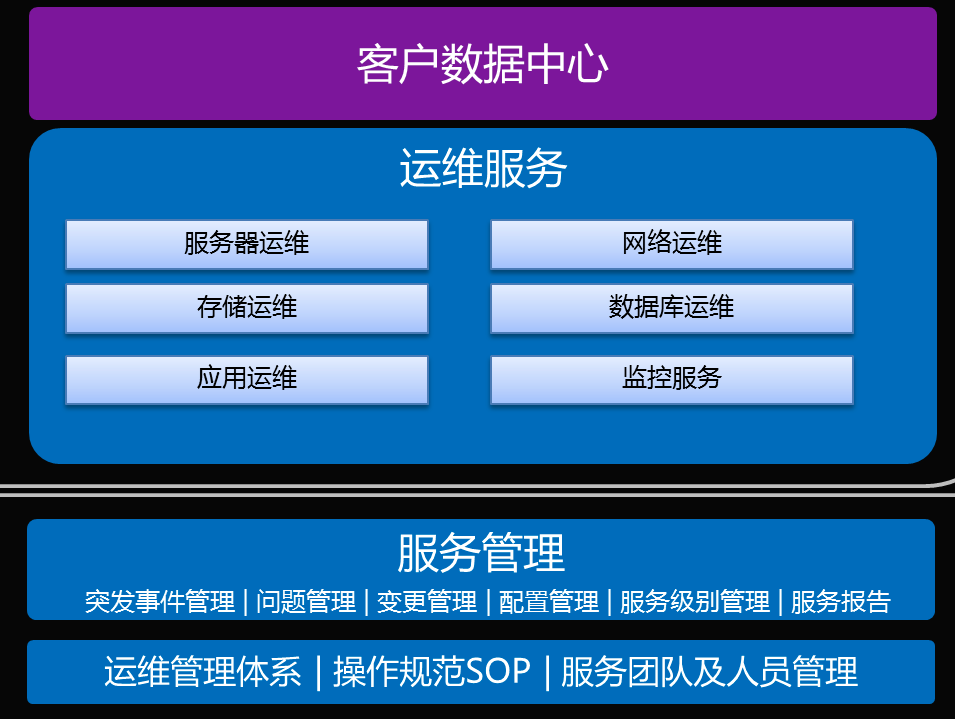 客户数据中心
运维服务
服务器运维
网络运维
存储运维
数据库运维
应用运维
监控服务
服务管理
突发事件管理 | 问题管理 | 变更管理 | 配置管理 | 服务级别管理 | 服务报告
运维管理体系 | 操作规范SOP | 服务团队及人员管理